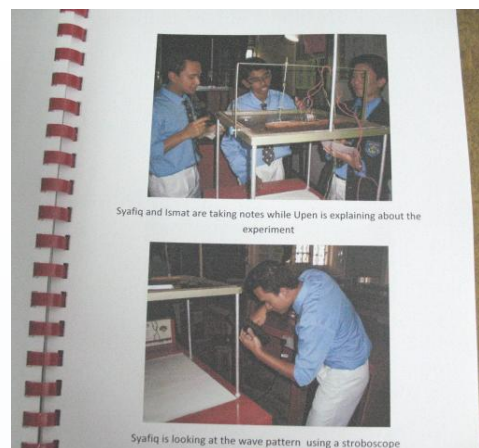 Syafiq and Ismat are taking notes while Upen is explaining about the
experiment
Syafiq is looking at the wave pattern using a stroboscope